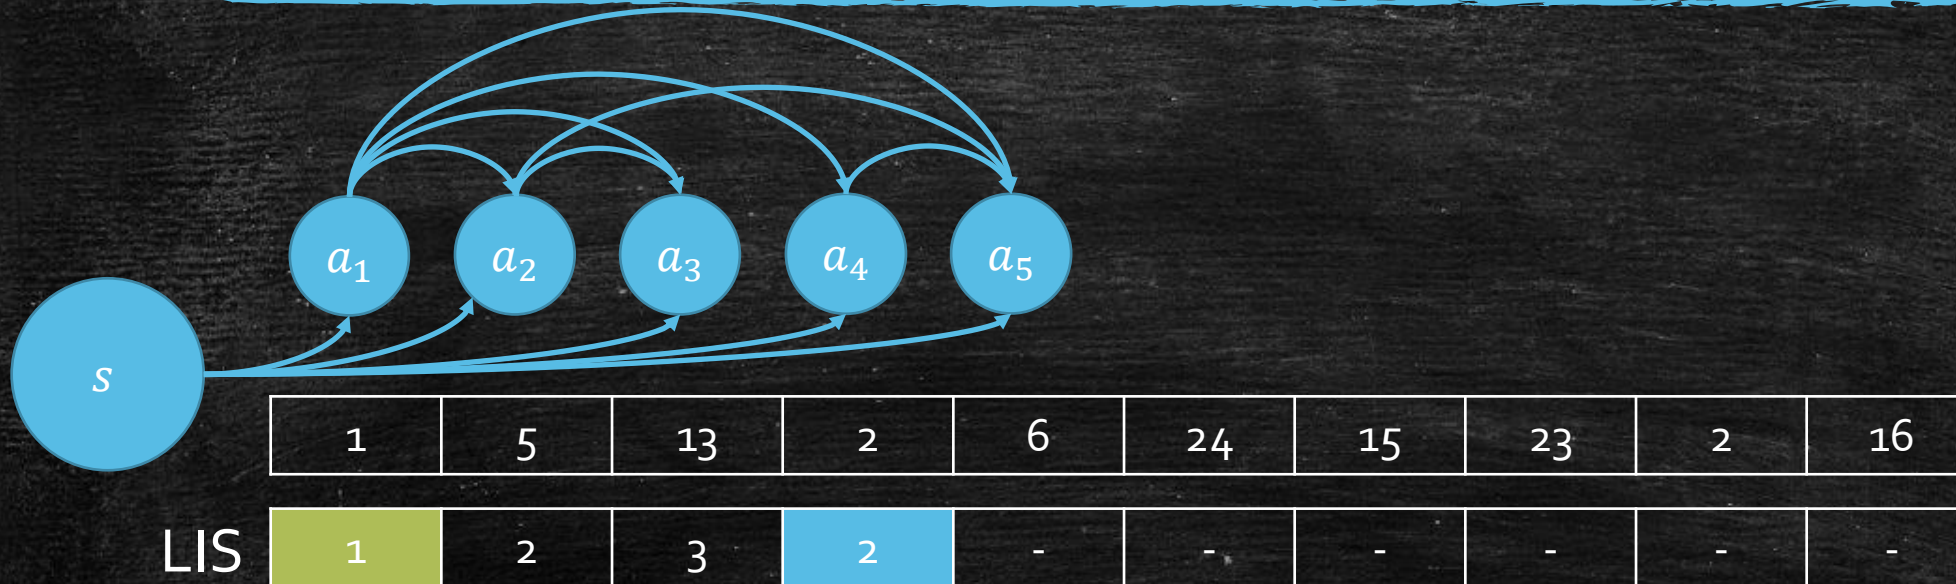 a₁ a₂ a₃ a₄ a₅
s
1 5 13 2 6 24 15 23 2 16
LIS 1 2 3 2 - - - - - -